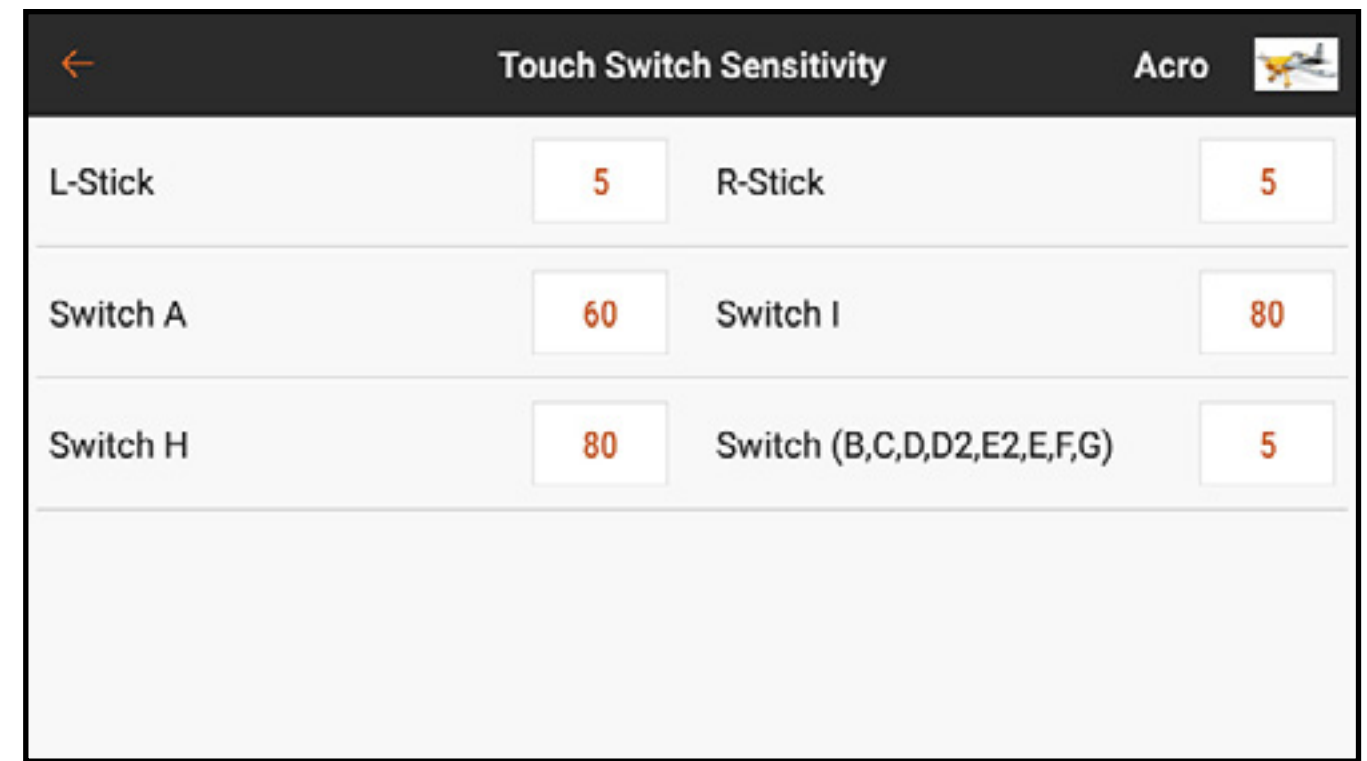 Touch Switch Sensitivity Acro
L-Stick 5 R-Stick 5
Switch A 60 Switch I 80
Switch H 80 Switch (B,C,D,D2,E2,E,F,G) 5